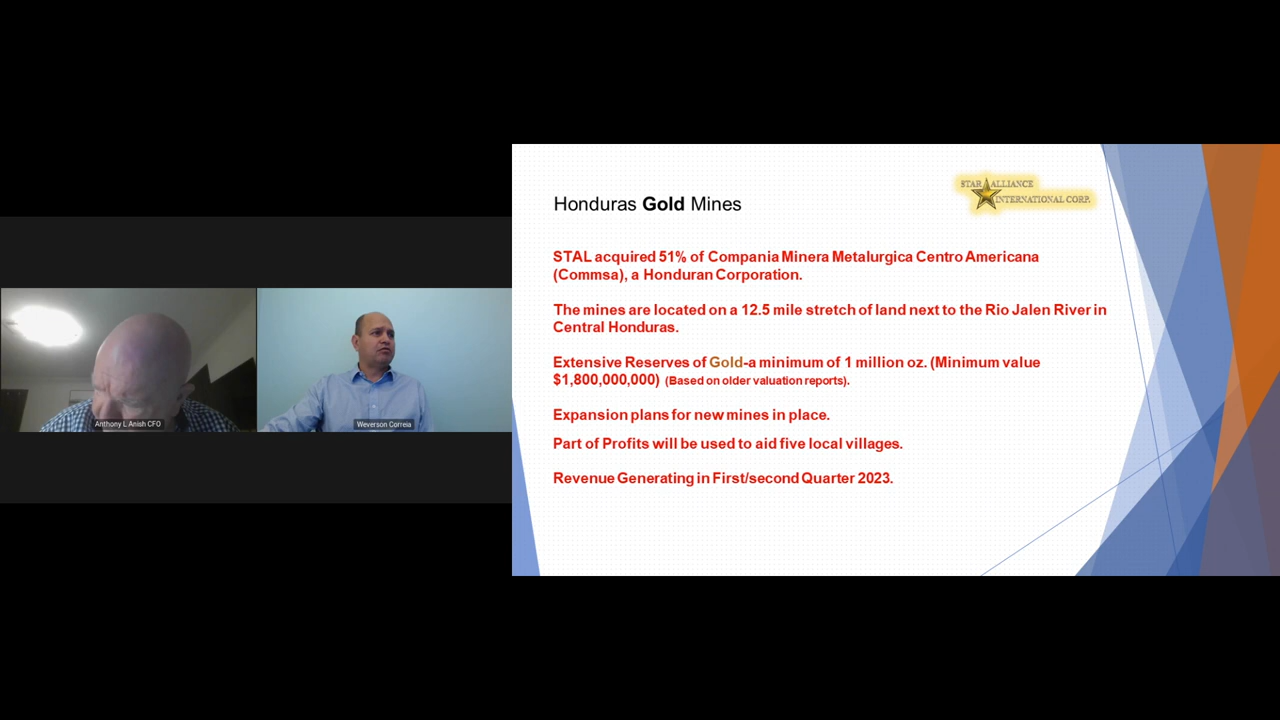 Anthony L Anish CFO
Weverson Correia
STAR ALLIANCE
INTERNATIONAL CORP.
Honduras Gold Mines
STAL acquired 51% of Compania Minera Metalurgica Centro Americana
(Commsa), a Honduran Corporation.
The mines are located on a 12.5 mile stretch of land next to the Rio Jalen River in
Central Honduras.
Extensive Reserves of Gold-a minimum of 1 million oz. (Minimum value
$1,800,000,000) (Based on older valuation reports).
Expansion plans for new mines in place.
Part of Profits will be used to aid five local villages.
Revenue Generating in First/second Quarter 2023.